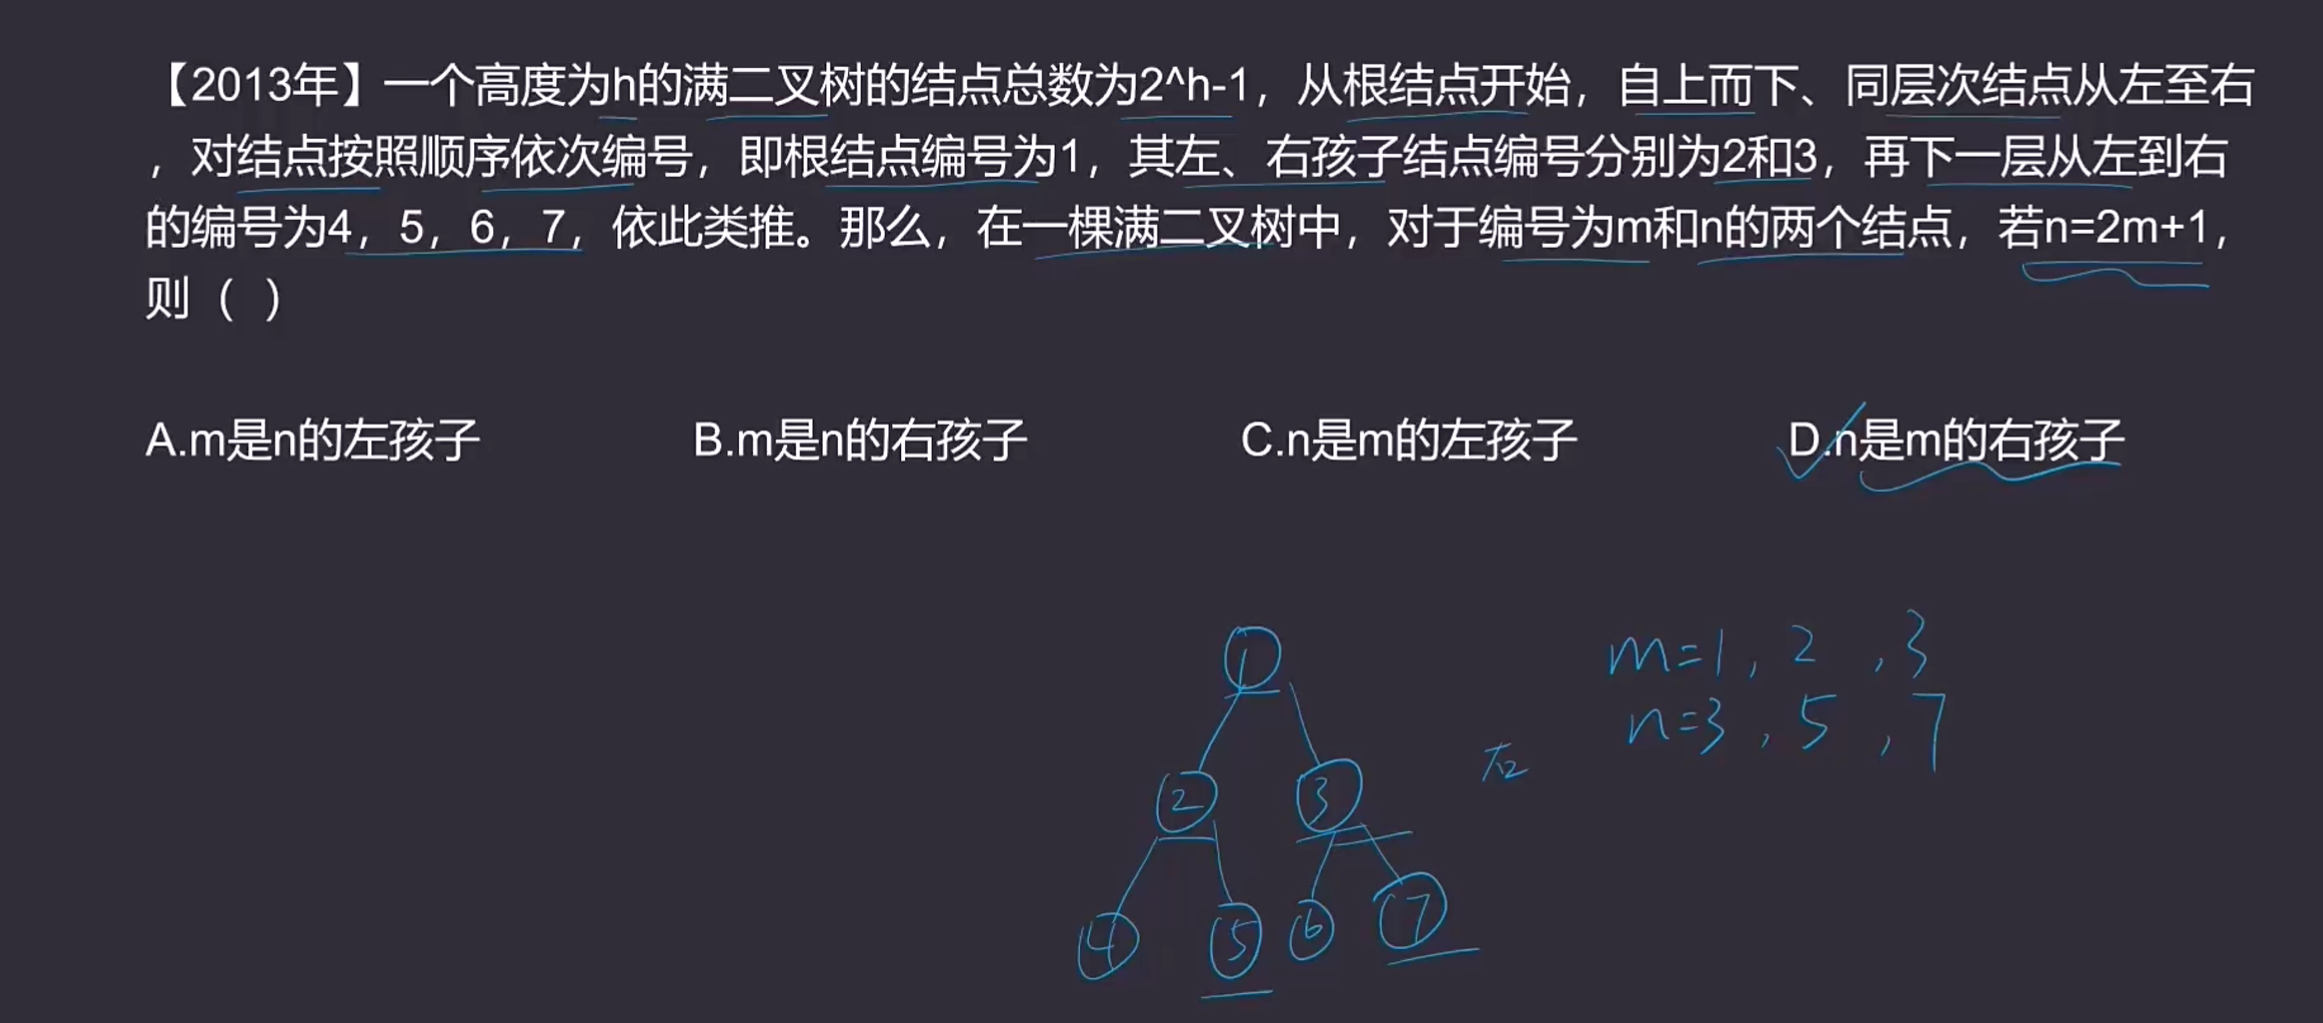 【2013年】一个高度为h的满二叉树的结点总数为2^h-1，从根结点开始，自上而下、同层次结点从左至右
，对结点按照顺序依次编号，即根结点编号为1，其左、右孩子结点编号分别为2和3，再下一层从左到右
的编号为4，5，6，7，依此类推。那么，在一棵满二叉树中，对于编号为m和n的两个结点，若n=2m+1，
则（ ）
A.m是n的左孩子 B.m是n的右孩子 C.n是m的左孩子 D.n是m的右孩子
1
m=1, 2 ,3
n=3, 5, 7
2 3
4 5 6 7